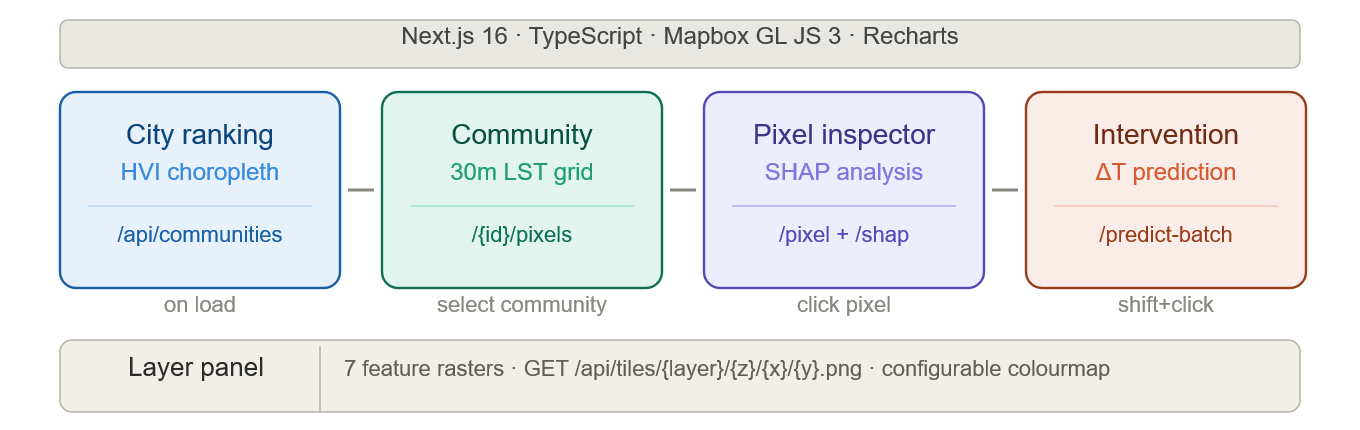 Next.js 16 · TypeScript · Mapbox GL JS 3 · Recharts
City ranking
HVI choropleth
/api/communities
on load
Community
30m LST grid
/{id}/pixels
select community
Pixel inspector
SHAP analysis
/pixel + /shap
click pixel
Intervention
ΔT prediction
/predict-batch
shift+click
Layer panel
7 feature rasters · GET /api/tiles/{layer}/{z}/{x}/{y}.png · configurable colourmap